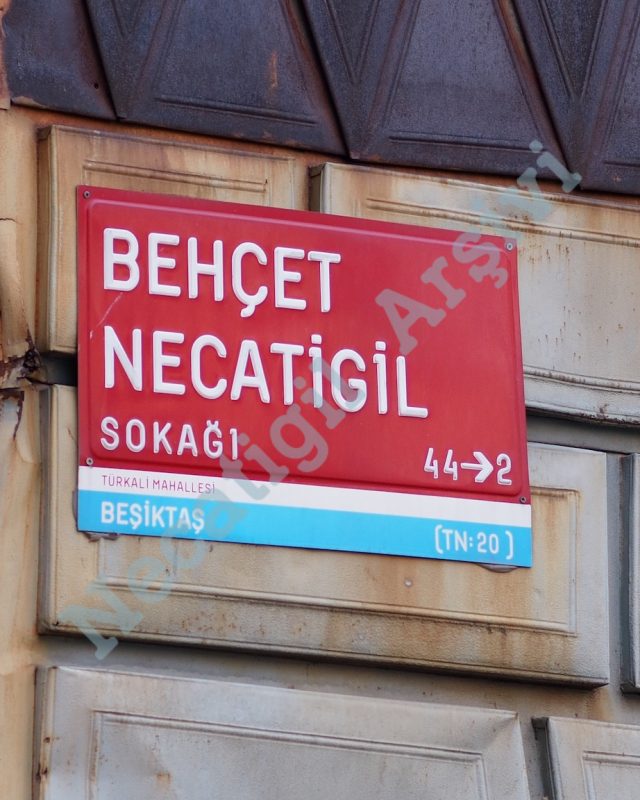 BEHÇET
NECATİGİL
SOKAĞI
44→2
TÜRKALİ MAHALLESİ
BEŞİKTAŞ
(TN:20)
Necatigil Arşivi